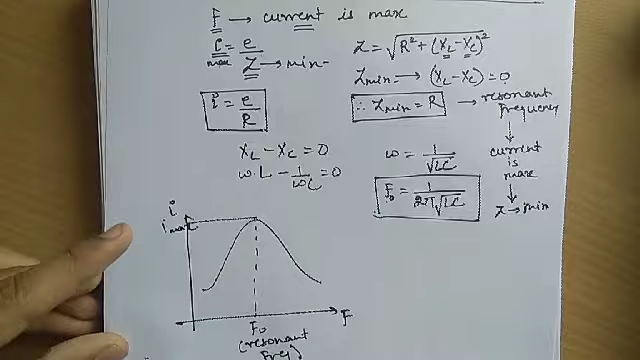 F → current is max
i max = e / Z → min-
i = e / R
Z = √R² + (XL - XC)²
Zmin → (XL - XC) = 0
∴ Zmin = R → resonant frequency
↓
current is max
↓
Z → min
XL - XC = 0
ωL - 1/ωC = 0
ω = 1/√LC
F₀ = 1/2π√LC
i
imax
F₀
F
(resonant freq)